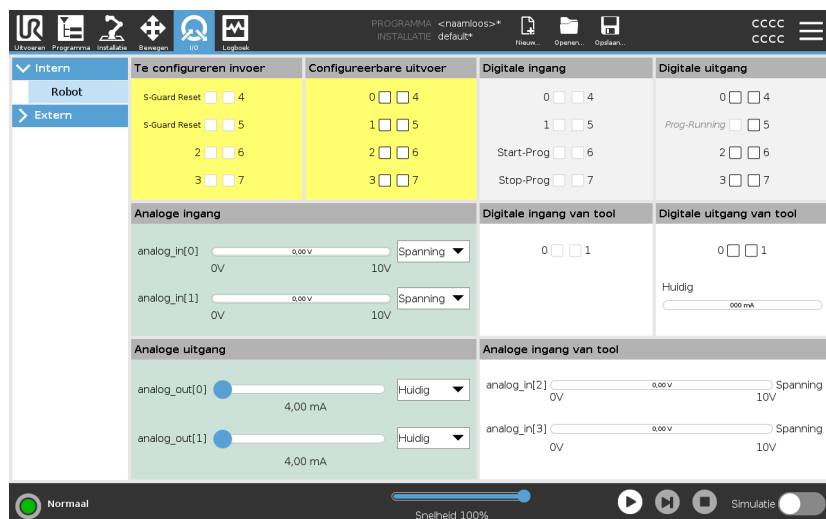 PROGRAMMA <naamloos>*
INSTALLATIE default*
UR
Uitvoeren Programma Installatie Bewegen I/O Logboek
Nieuw... Openen... Opslaan...
CCCC
CCCC
Intern
Robot
Extern
Te configureren invoer
S-Guard Reset 4
S-Guard Reset 5
2 6
3 7
Configureerbare uitvoer
0 4
1 5
2 6
3 7
Digitale ingang
0 4
1 5
Start-Prog 6
Stop-Prog 7
Digitale uitgang
0 4
Prog-Running 5
2 6
3 7
Analoge ingang
analog_in[0] 0,00 V Spanning
0V 10V
analog_in[1] 0,00 V Spanning
0V 10V
Digitale ingang van tool
0 1
Digitale uitgang van tool
0 1
Huidig
000 mA
Analoge uitgang
analog_out[0] Huidig
4,00 mA
analog_out[1] Huidig
4,00 mA
Analoge ingang van tool
analog_in[2] 0,00 V Spanning
0V 10V
analog_in[3] 0,00 V Spanning
0V 10V
Normaal
Snelheid 100%
Simulatie